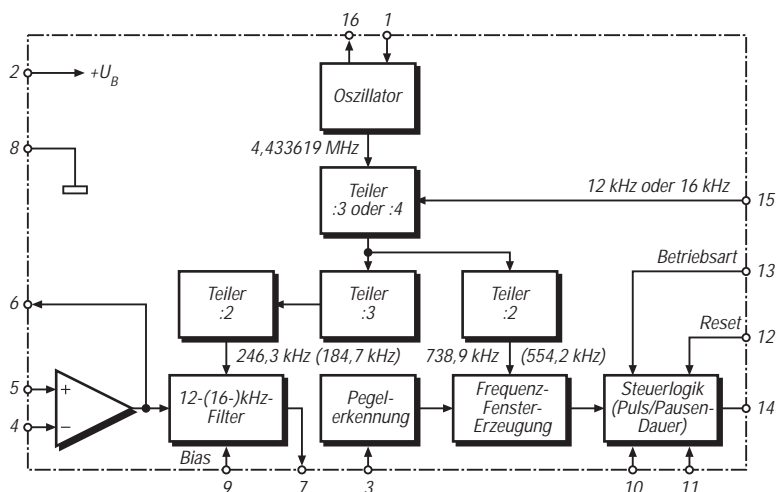 16 1
2 +U_B
Oszillator
8
4,433619 MHz
Teiler
:3 oder :4
12 kHz oder 16 kHz
15
Betriebsart 13
6
Teiler
:2
Teiler
:3
Teiler
:2
Reset 12
246,3 kHz (184,7 kHz) 738,9 kHz (554,2 kHz)
5 +
4 –
12-(16-)kHz-
Filter
Pegel-
erkennung
Frequenz-
Fenster-
Erzeugung
Steuerlogik
(Puls/Pausen-
Dauer)
14
Bias
9 7 3 10 11